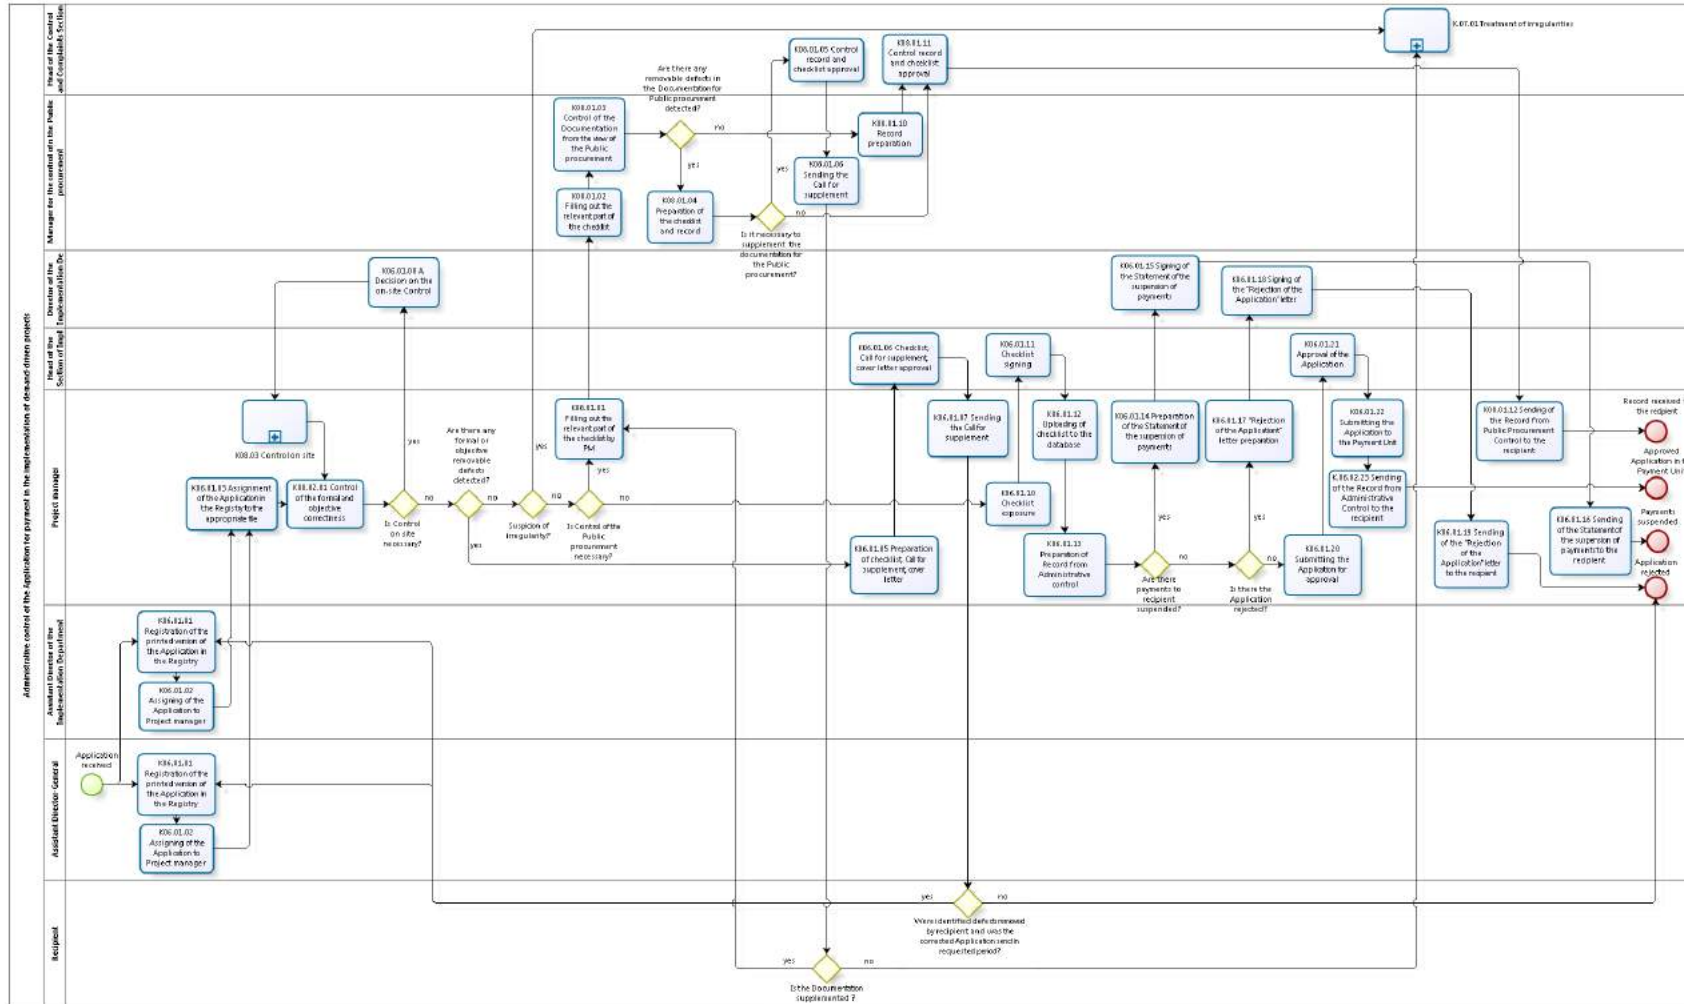 Administrative control of the Application for payment in the implementation of demand-driven projects
Head of the Control
and Complaints Section
Manager for the control of in the Public
procurement
Director of the
Implementation De
Head of the
Section of Impl
Project manager
Assistant Director of the
Implementation Department
Assistant Director-General
Recipient
K.07.01 Treatment of irregularities
K08.01.05 Control
record and
checklist approval
K08.01.11
Control record
and checklist
approval
Are there any
removable defects in
the Documentation for
Public procurement
detected?
K08.01.03
Control of the
Documentation
from the view of
the Public
procurement
no
yes
K08.01.10
Record
preparation
K08.01.02
Filling out the
relevant part of
the checklist
K08.01.04
Preparation of
the checklist
and record
yes
no
Is it necessary to
supplement the
documentation for
the Public
procurement?
K08.01.06
Sending the
Call for
supplement
Decision on the
on-site Control
K06.01.15 Signing of
the Statement of the
suspension of
payments
K06.01.18 Signing of
the "Rejection of the
Application" letter
K06.01.06 Checklist,
Call for supplement,
cover letter approval
K06.01.11
Checklist
signing
K06.01.21
Approval of the
Application
K08.03 Control on site
K06.01.03 Assignment
of the Application in
the Registry to the
appropriate file
K08.02.01 Control
of the formal and
objective
correctness
yes
Is Control
on site
necessary?
no
Are there any
formal or
objective
removable
defects
detected?
no
yes
yes
Suspicion of
irregularity?
no
K08.01.01
Filling out the
relevant part of
the checklist by
PM
yes
Is Control of the
Public
procurement
necessary?
no
K06.01.07 Sending
the Call for
supplement
K06.01.05 Preparation
of checklist, Call for
supplement, cover
letter
K06.01.10
Checklist
exposure
K06.01.12
Uploading of
checklist to the
database
K06.01.13
Preparation of
Record from
Administrative
control
K06.01.14 Preparation
of the Statement of
the suspension of
payments
yes
no
Are there
payments to
recipient
suspended?
K06.01.17 "Rejection
of the Application"
letter preparation
yes
no
Is there the
Application
rejected?
K06.01.20
Submitting the
Application for
approval
K06.01.22
Submitting the
Application to
the Payment Unit
K.06.02.23 Sending
of the Record from
Administrative
Control to the
recipient
K08.01.12 Sending of
the Record from
Public Procurement
Control to the
recipient
K06.01.19 Sending
of the "Rejection
of the
Application" letter
to the recipient
K06.01.16 Sending
of the Statement of
the suspension of
payments to the
recipient
Record received
the recipient
Approved
Application in
Payment Unit
Payments
suspended
Application
rejected
K06.01.01
Registration of the
printed version of
the Application in
the Registry
K06.01.02
Assigning of the
Application to
Project manager
Application
received
K06.01.01
Registration of the
printed version of
the Application in
the Registry
K06.01.02
Assigning of the
Application to
Project manager
yes
no
Were identified defects removed
by recipient and was the
corrected Application send in
requested period?
yes
no
Is the Documentation
supplemented ?